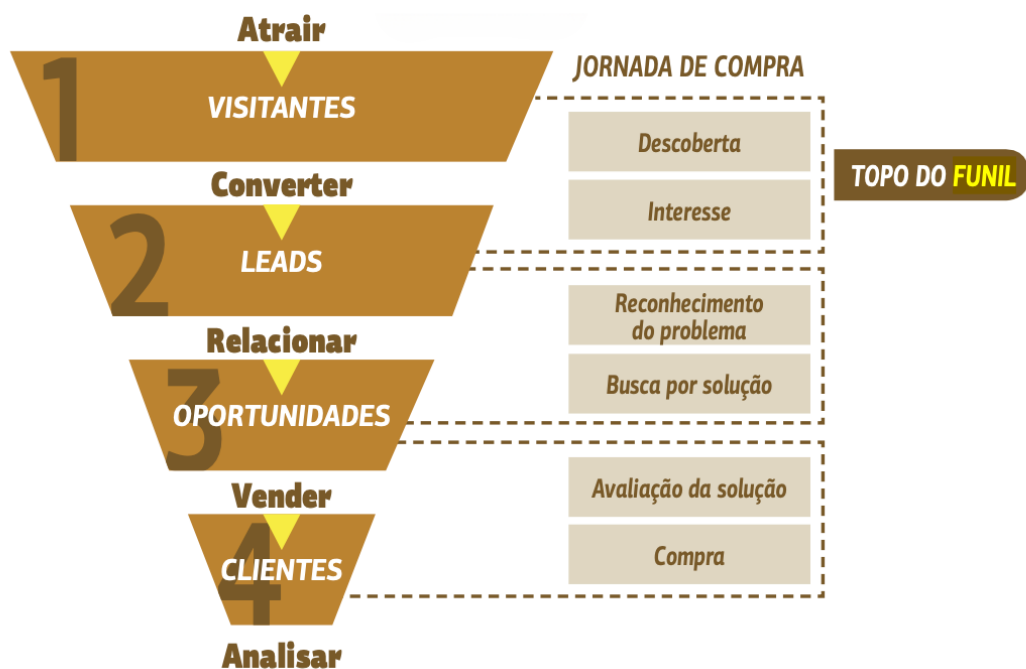 Atrair
1
VISITANTES
Converter
2
LEADS
Relacionar
3
OPORTUNIDADES
Vender
4
CLIENTES
Analisar
JORNADA DE COMPRA
Descoberta
Interesse
TOPO DO FUNIL
Reconhecimento
do problema
Busca por solução
Avaliação da solução
Compra